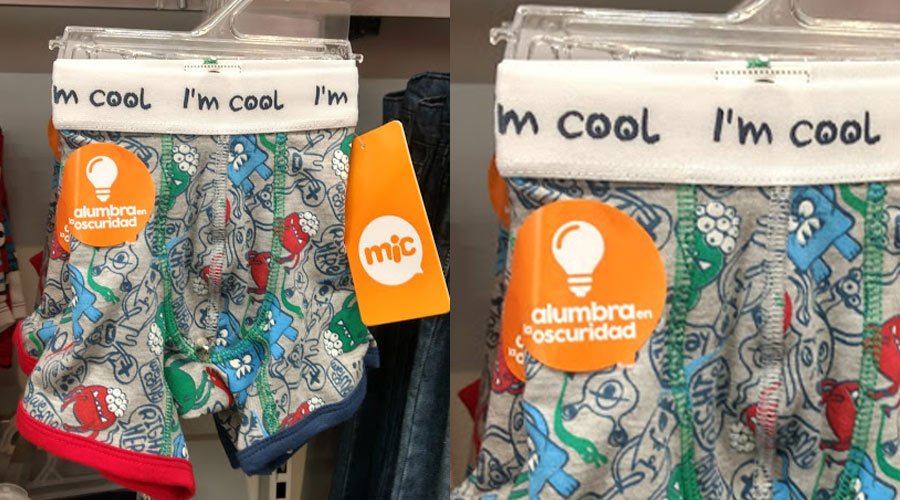 I'm cool I'm cool I'm
alumbra en
la oscuridad
mic
I'm cool I'm cool
alumbra en
la oscuridad